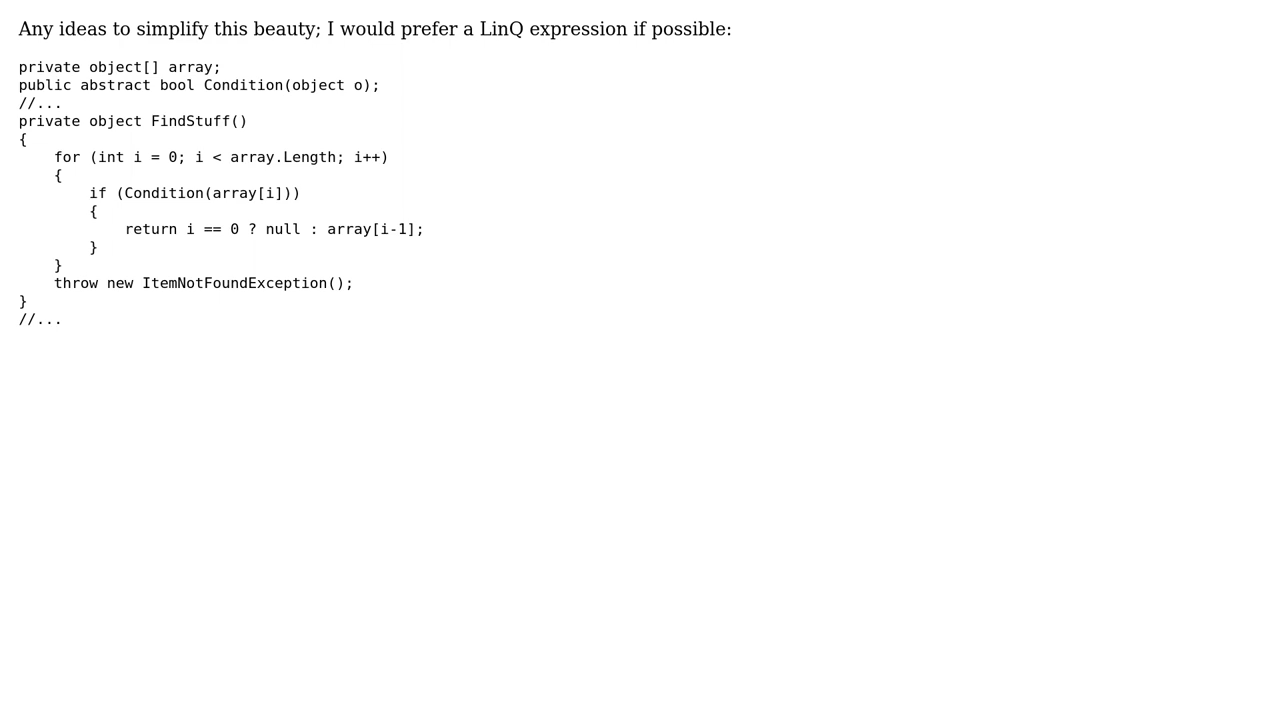 Any ideas to simplify this beauty; I would prefer a LinQ expression if possible:
private object[] array;
public abstract bool Condition(object o);
//...
private object FindStuff()
{
    for (int i = 0; i < array.Length; i++)
    {
        if (Condition(array[i]))
        {
            return i == 0 ? null : array[i-1];
        }
    }
    throw new ItemNotFoundException();
}
//...